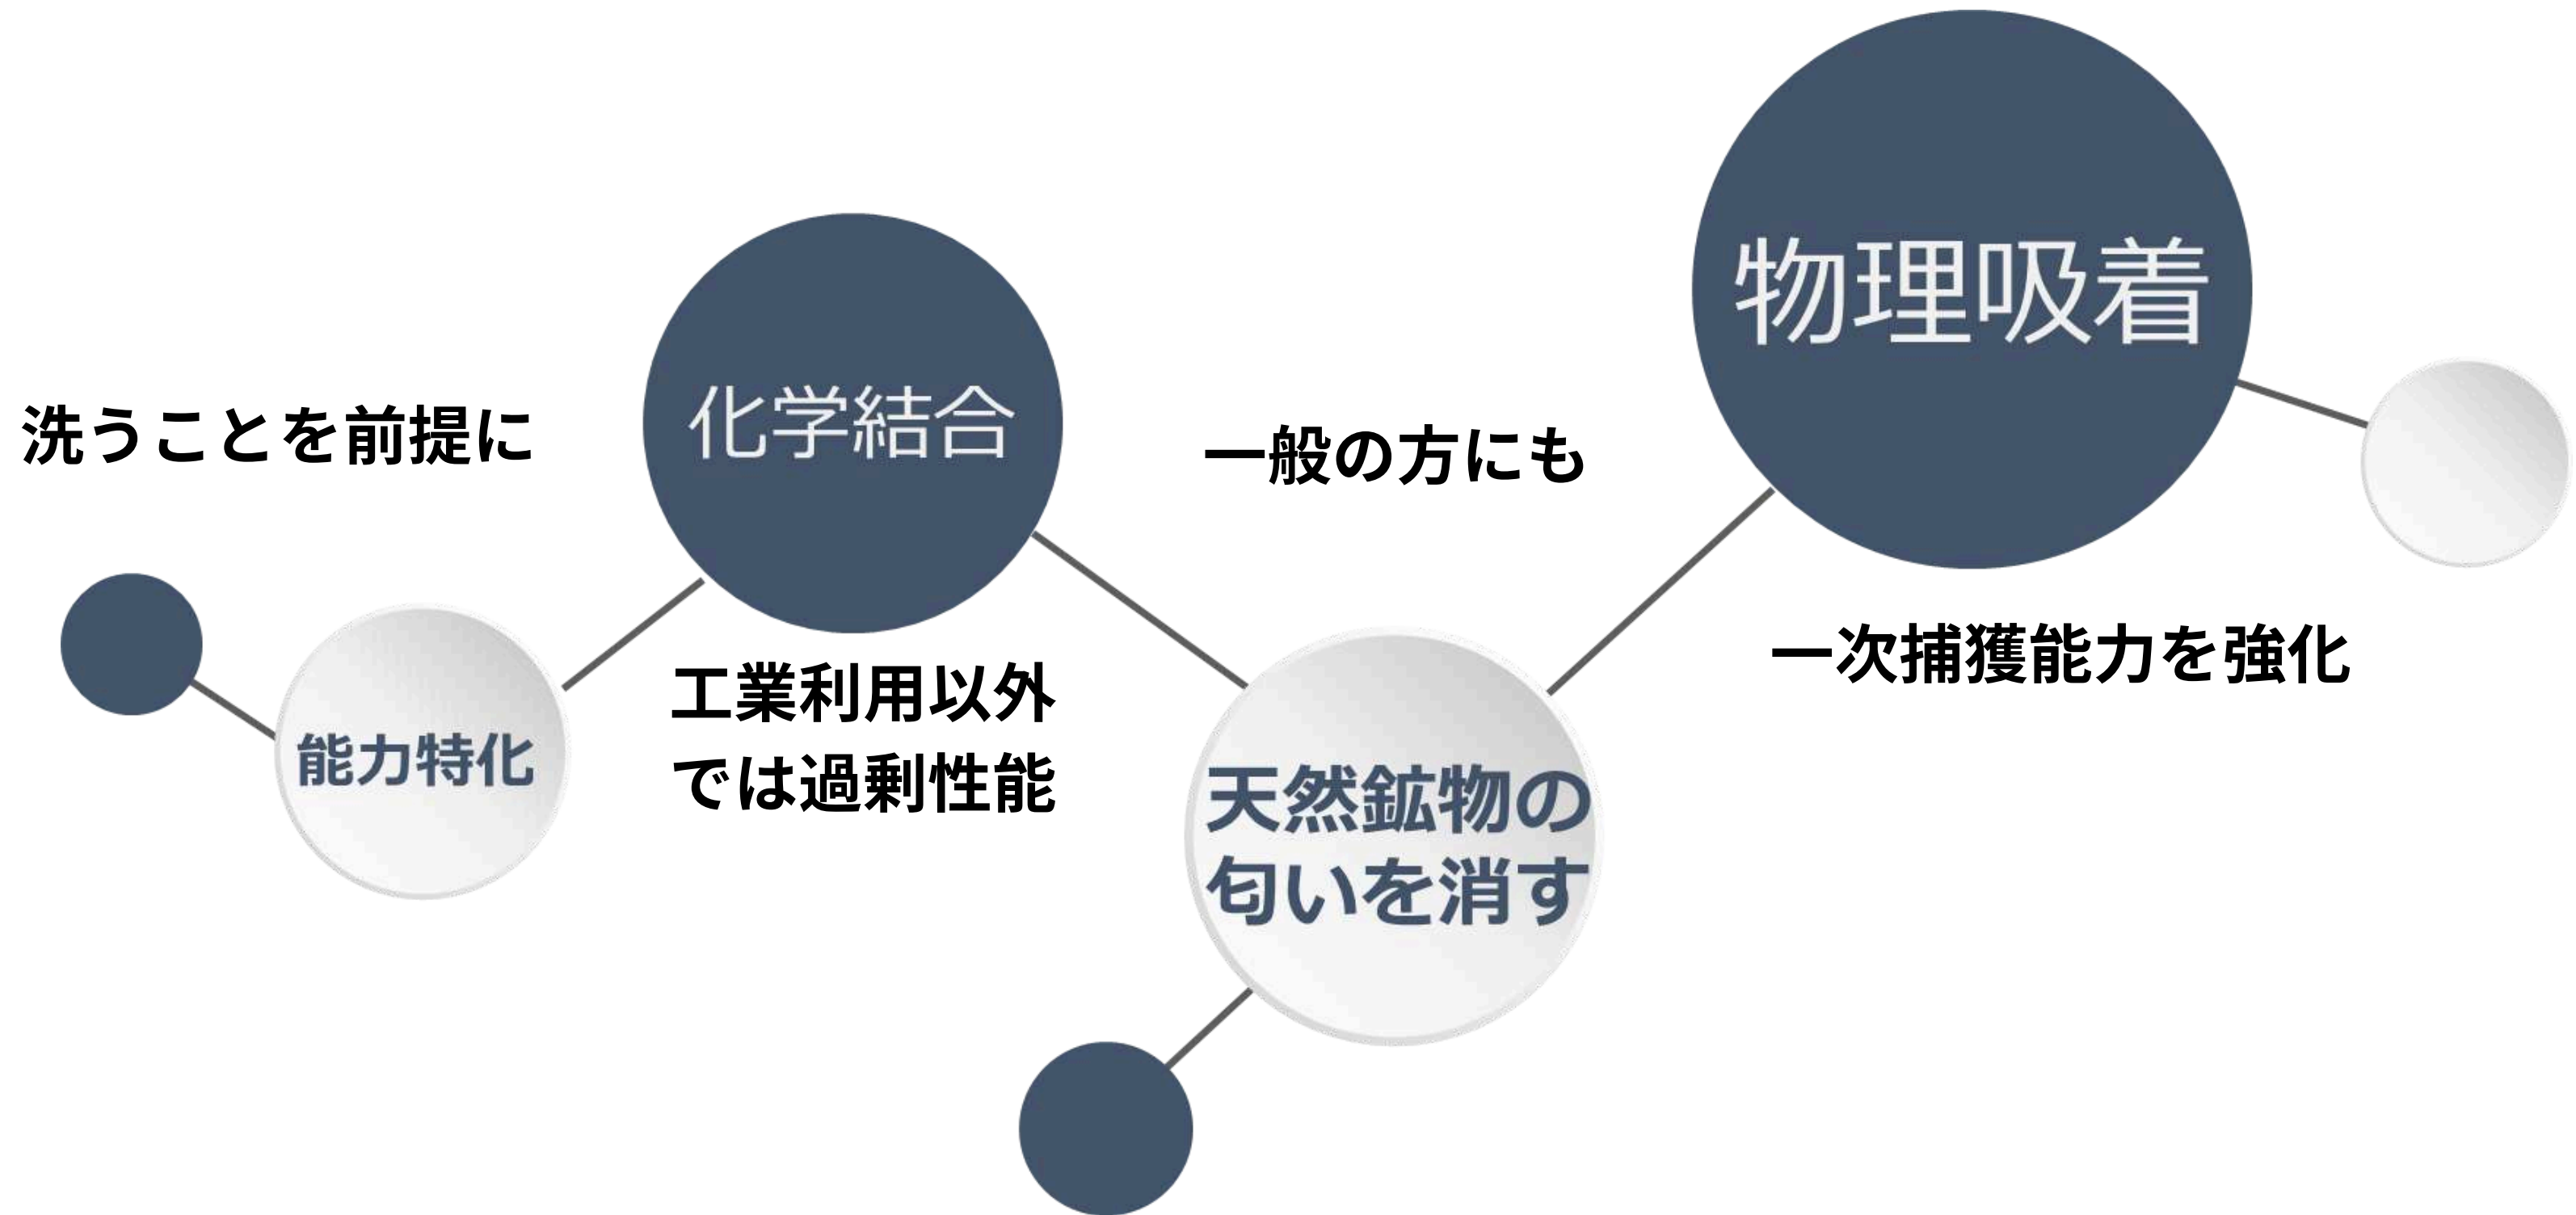 洗うことを前提に
能力特化
化学結合
工業利用以外
では過剰性能
一般の方にも
天然鉱物の
匂いを消す
物理吸着
一次捕獲能力を強化